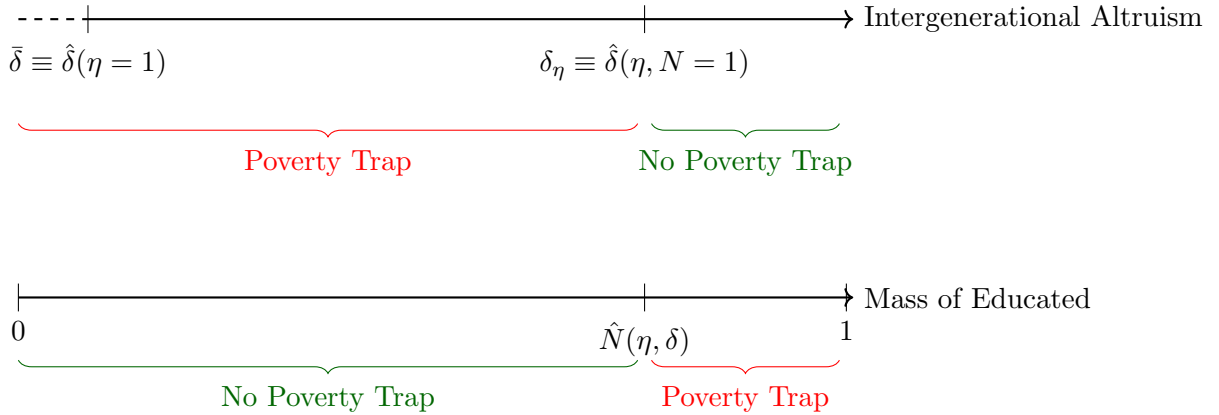 Intergenerational Altruism
δ̄ ≡ δ̂(η = 1)
δ_η ≡ δ̂(η, N = 1)
Poverty Trap
No Poverty Trap
Mass of Educated
0
N̂(η, δ)
1
No Poverty Trap
Poverty Trap